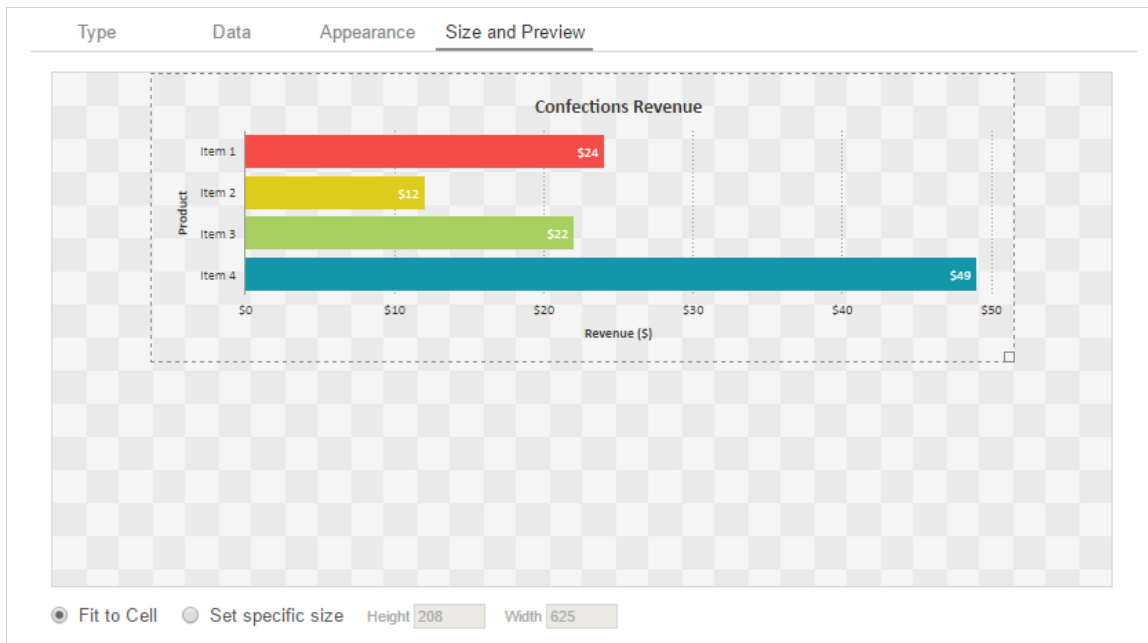 Type Data Appearance Size and Preview
Confections Revenue
Product
Item 1 $24
Item 2 $12
Item 3 $22
Item 4 $49
$0 $10 $20 $30 $40 $50
Revenue ($)
Fit to Cell Set specific size Height 208 Width 625